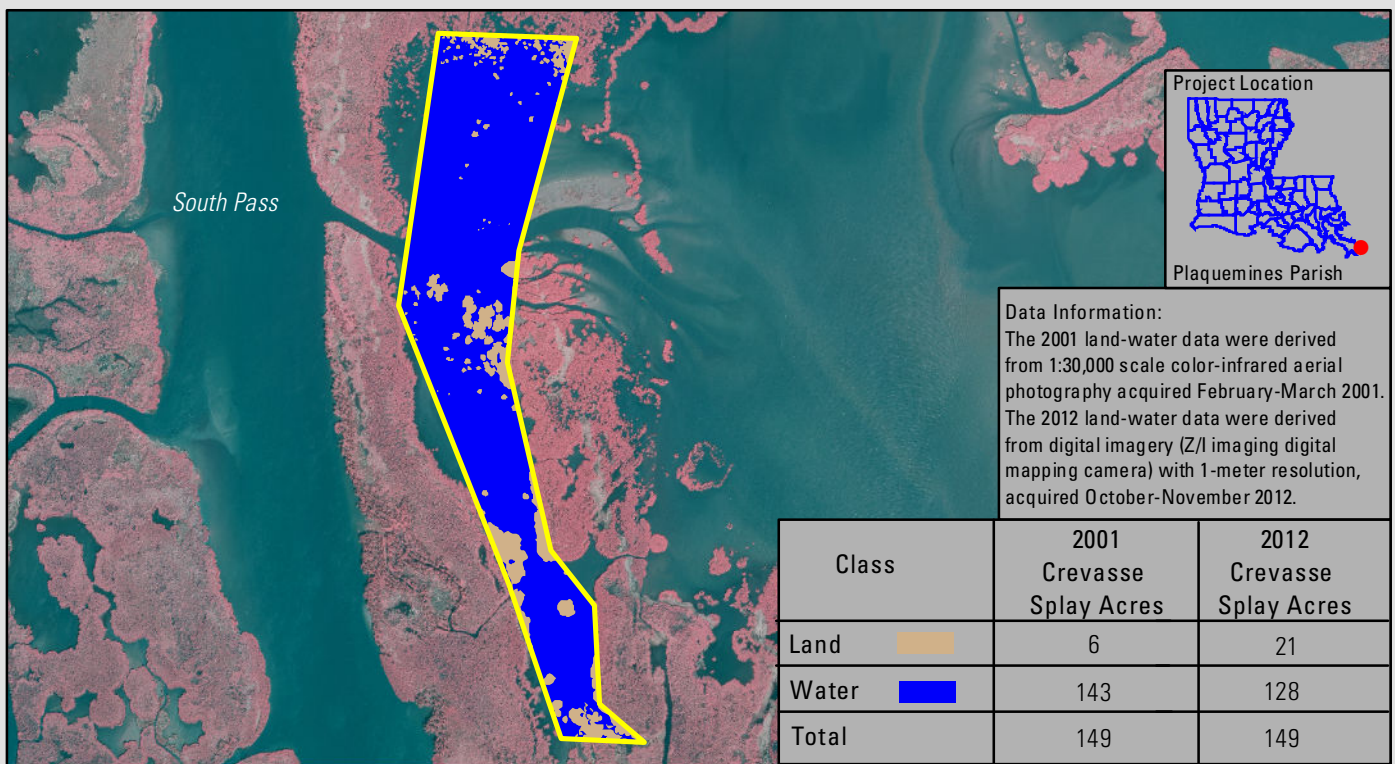 South Pass
Project Location
Plaquemines Parish
Data Information:
The 2001 land-water data were derived
from 1:30,000 scale color-infrared aerial
photography acquired February-March 2001.
The 2012 land-water data were derived
from digital imagery (Z/I imaging digital
mapping camera) with 1-meter resolution,
acquired October-November 2012.
Class
2001
Crevasse
Splay Acres
2012
Crevasse
Splay Acres
Land 6 21
Water 143 128
Total 149 149